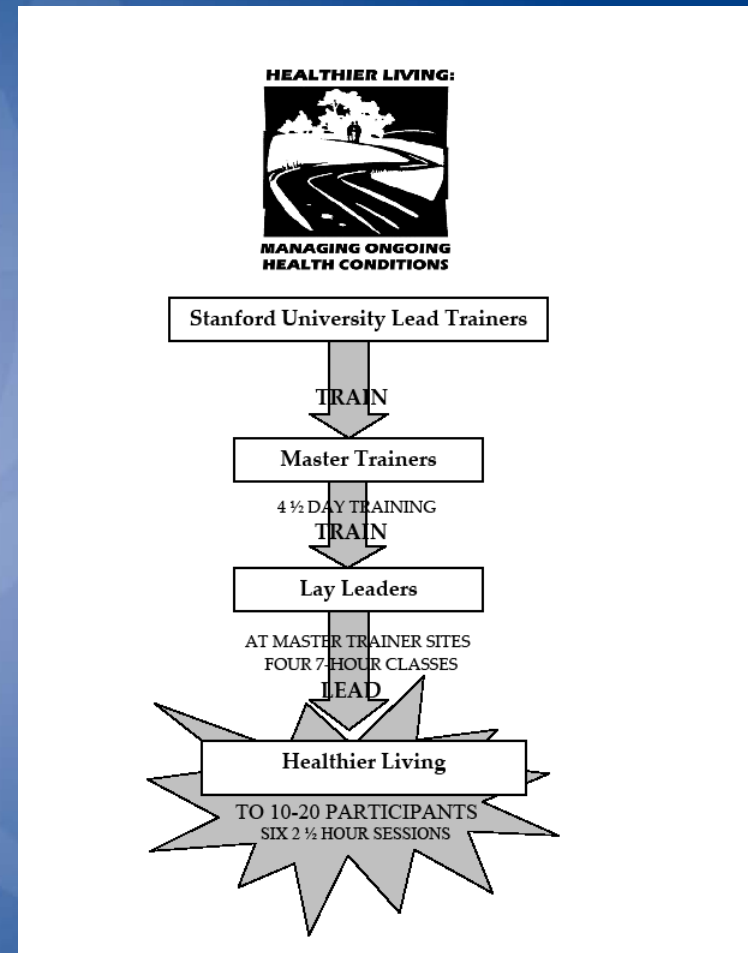 HEALTHIER LIVING:
MANAGING ONGOING
HEALTH CONDITIONS
Stanford University Lead Trainers
TRAIN
Master Trainers
4 ½ DAY TRAINING
TRAIN
Lay Leaders
AT MASTER TRAINER SITES
FOUR 7-HOUR CLASSES
LEAD
Healthier Living
TO 10-20 PARTICIPANTS
SIX 2 ½ HOUR SESSIONS